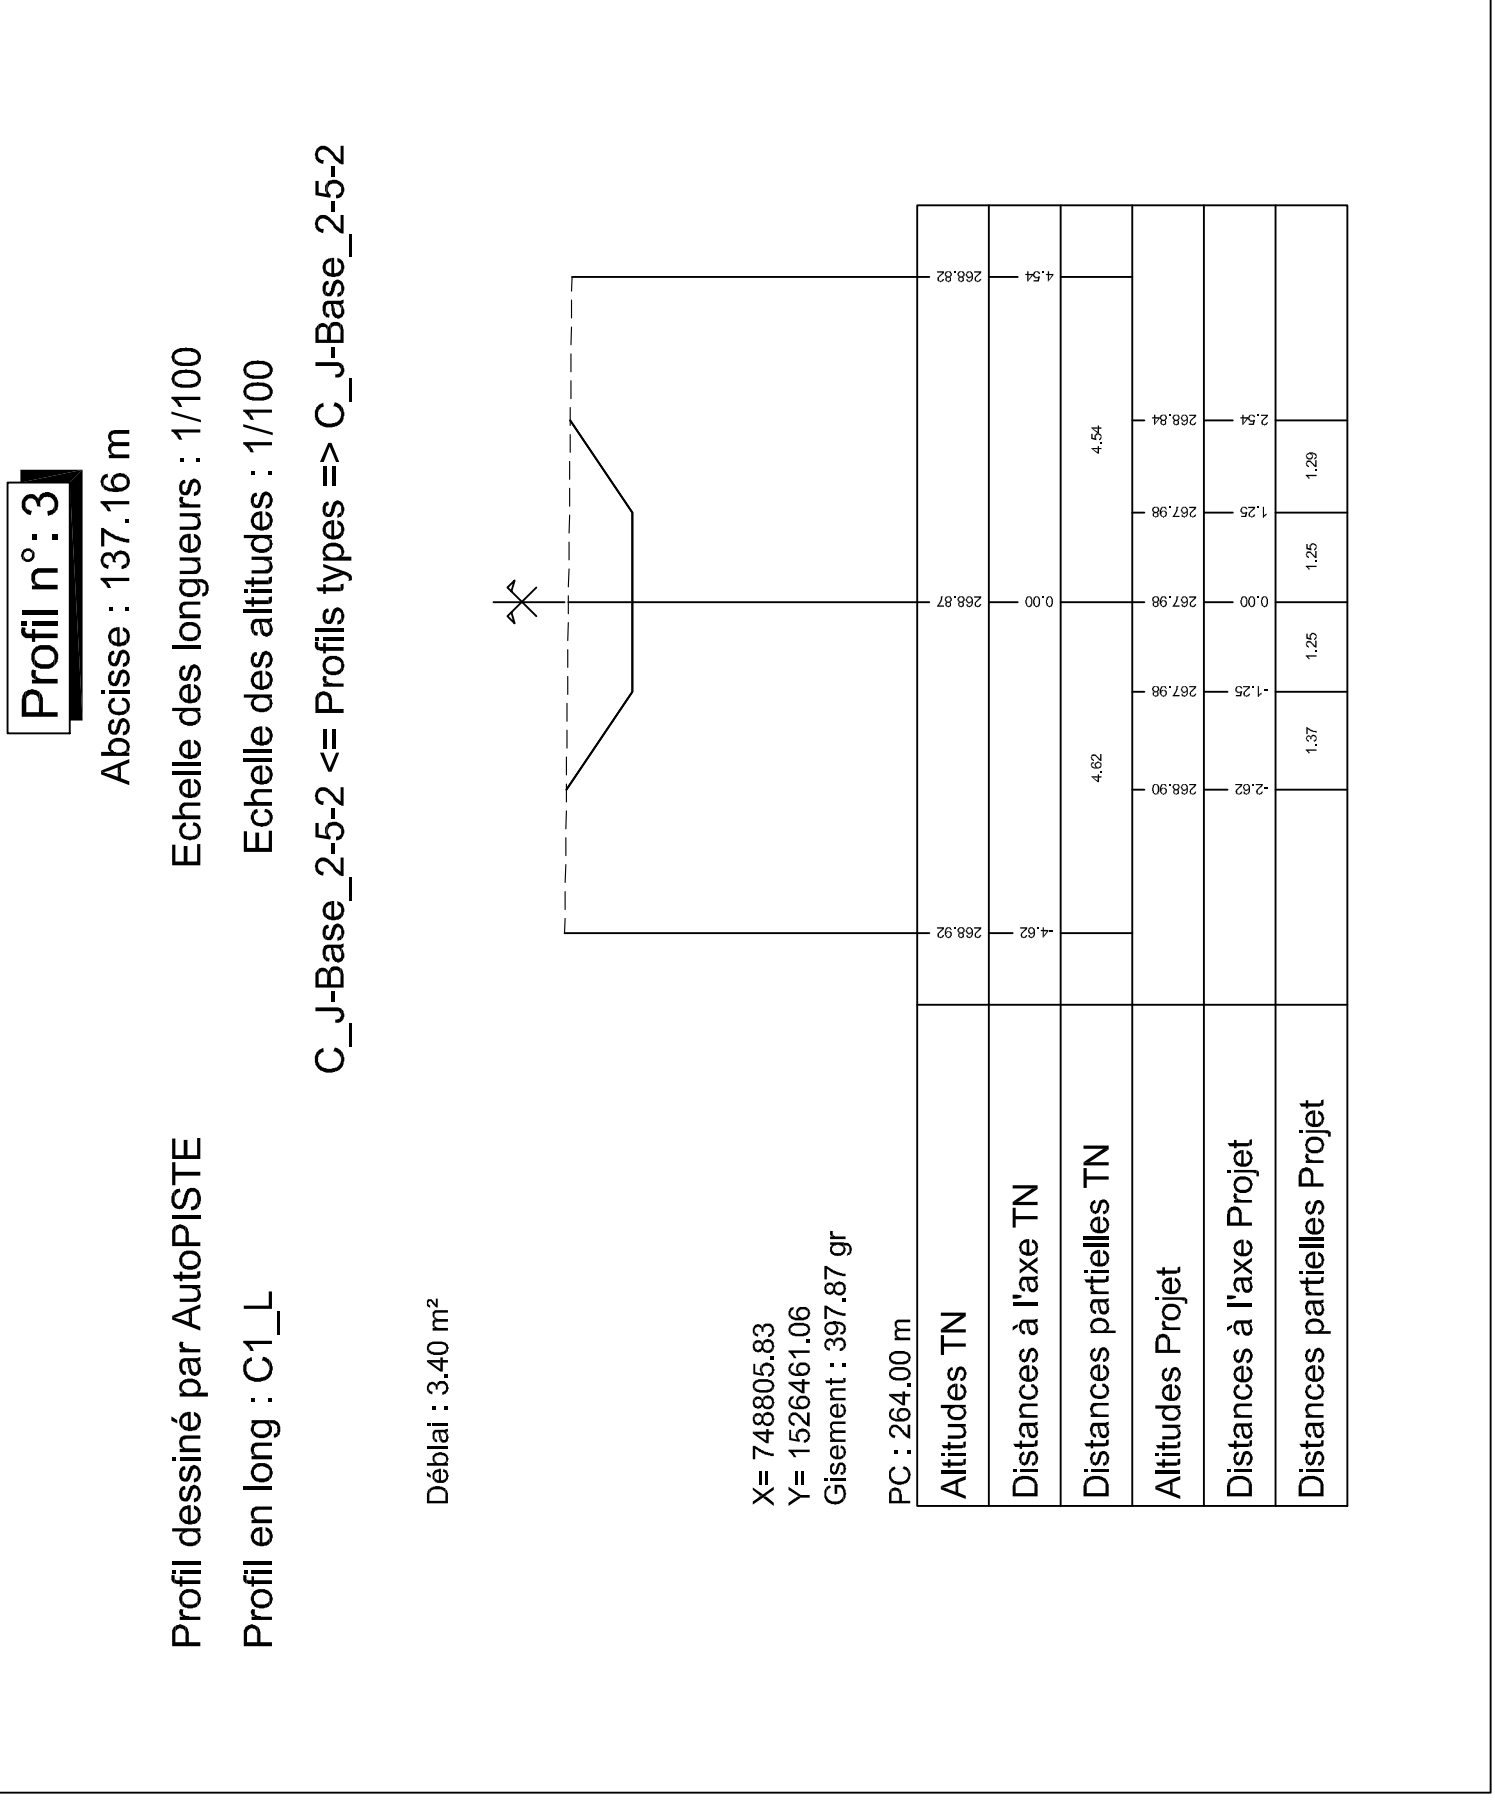 Profil n°: 3
Abscisse : 137.16 m
Profil dessiné par AutoPISTE
Echelle des longueurs : 1/100
Profil en long : C1_L
Echelle des altitudes : 1/100
C_J-Base_2-5-2 <= Profils types => C_J-Base_2-5-2
Déblai : 3.40 m²
X= 748805.83
Y= 1526461.06
Gisement : 397.87 gr
PC : 264.00 m
Altitudes TN 268.92 268.87 268.82
Distances à l'axe TN -4.62 0.00 4.54
Distances partielles TN 4.62 4.54
Altitudes Projet 268.90 267.98 267.98 267.98 268.84
Distances à l'axe Projet -2.62 -1.25 0.00 1.25 2.54
Distances partielles Projet 1.37 1.25 1.25 1.29